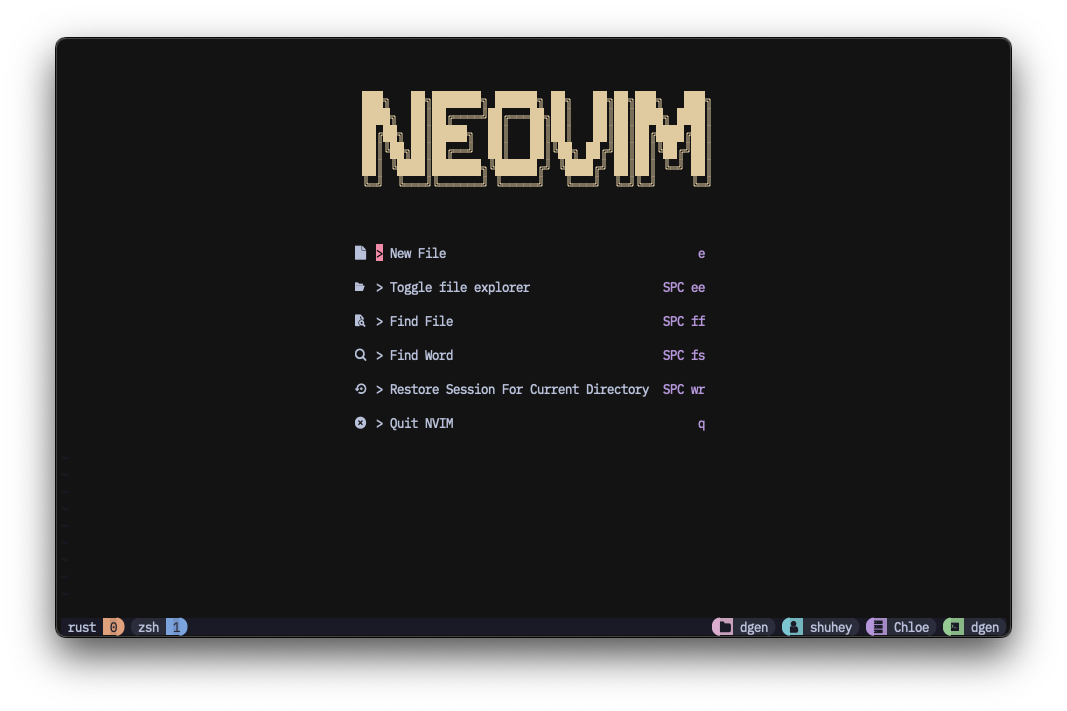 NEOVIM
> New File e
> Toggle file explorer SPC ee
> Find File SPC ff
> Find Word SPC fs
> Restore Session For Current Directory SPC wr
> Quit NVIM q
~
~
~
~
~
~
~
~
~
rust 0 zsh 1 dgen shuhey Chloe dgen